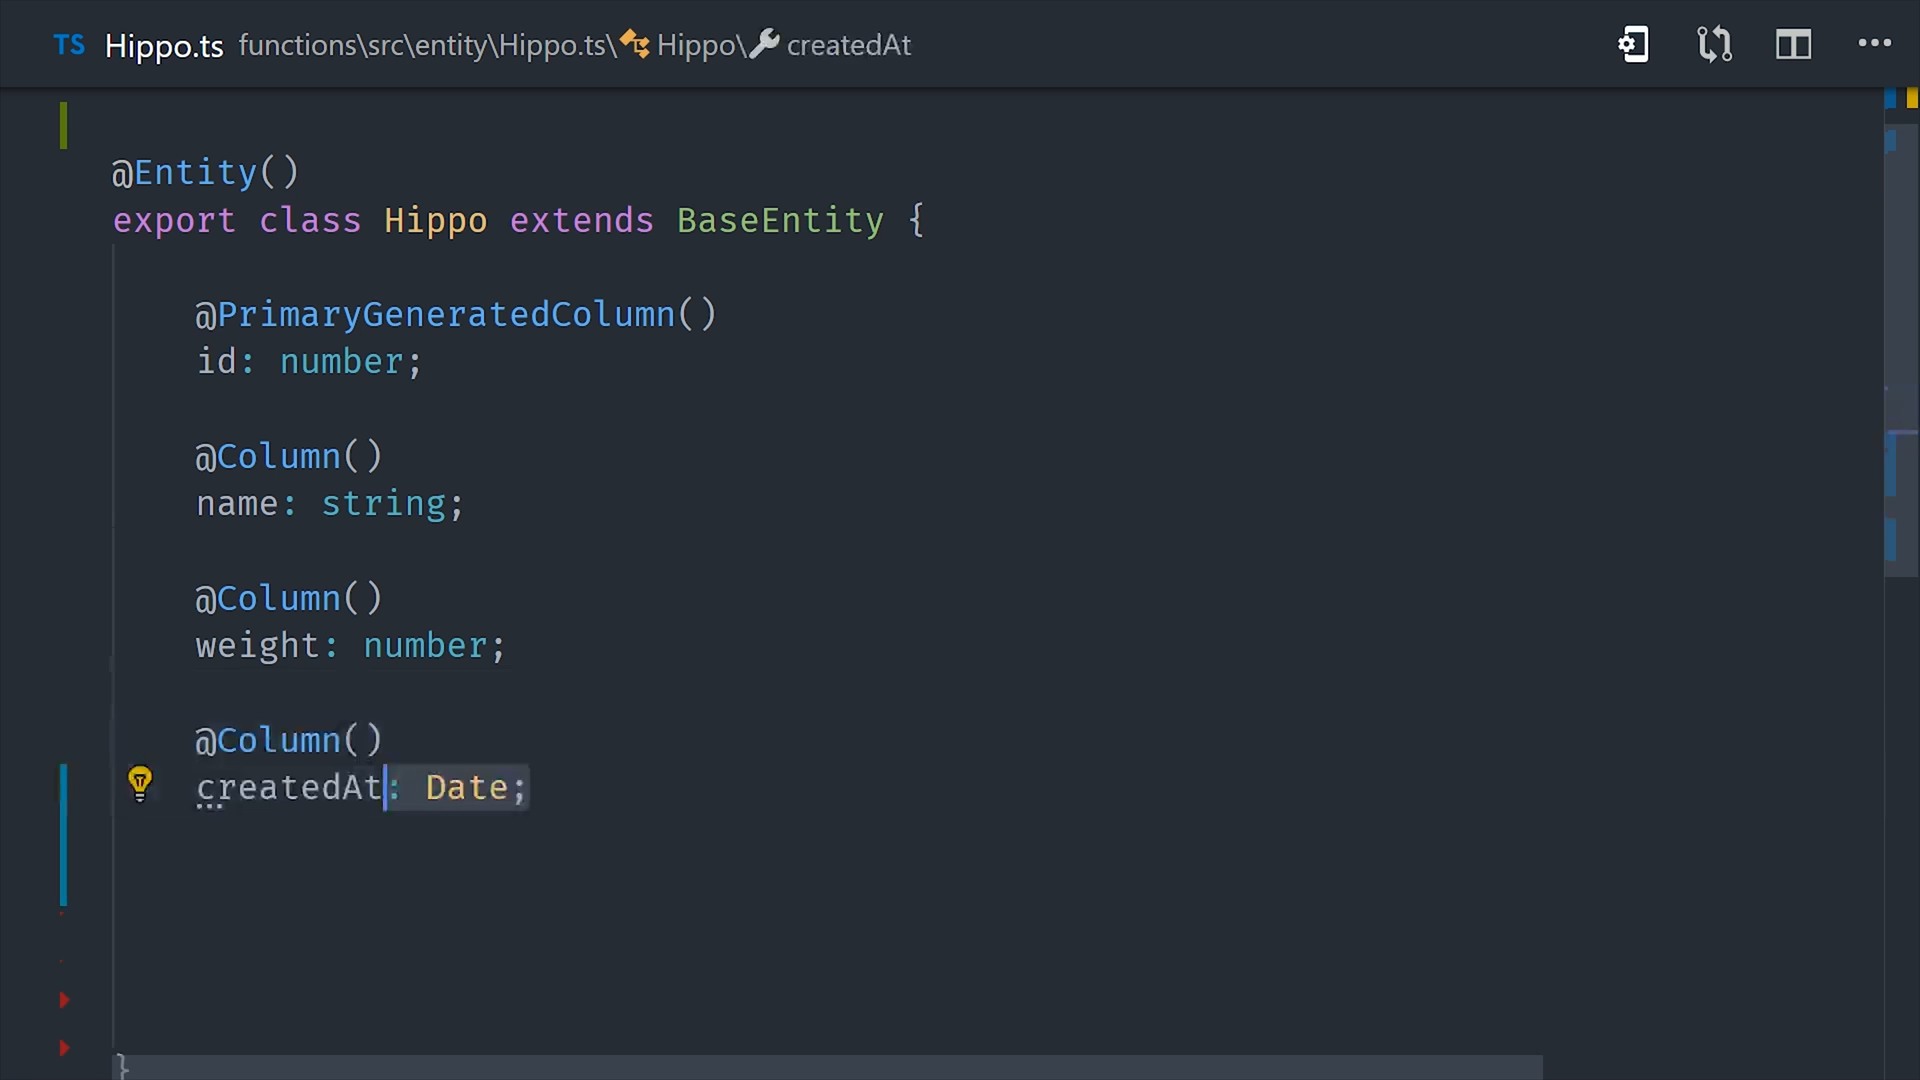 TS Hippo.ts functions\src\entity\Hippo.ts\ Hippo\ createdAt
@Entity()
export class Hippo extends BaseEntity {
@PrimaryGeneratedColumn()
id: number;
@Column()
name: string;
@Column()
weight: number;
@Column()
createdAt: Date;
}